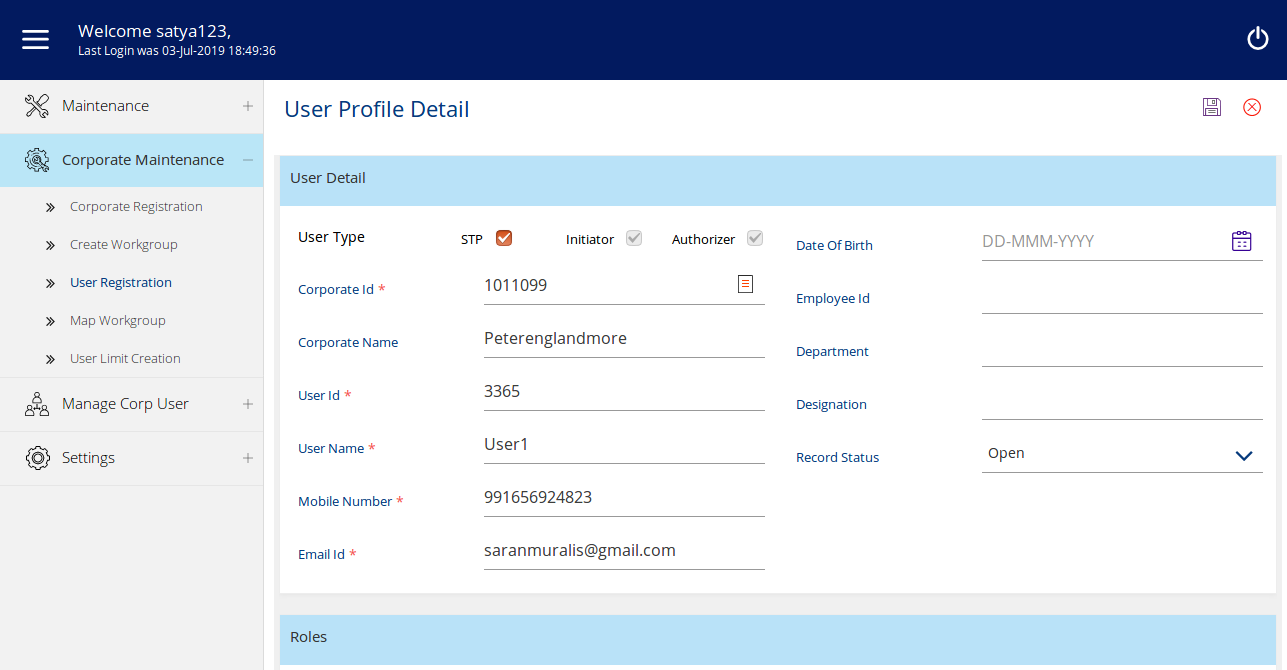 Welcome satya123,
Last Login was 03-Jul-2019 18:49:36
Maintenance
Corporate Maintenance
Corporate Registration
Create Workgroup
User Registration
Map Workgroup
User Limit Creation
Manage Corp User
Settings
User Profile Detail
User Detail
User Type STP Initiator Authorizer
Corporate Id * 1011099
Corporate Name Peterenglandmore
User Id * 3365
User Name * User1
Mobile Number * 991656924823
Email Id * saranmuralis@gmail.com
Date Of Birth DD-MMM-YYYY
Employee Id
Department
Designation
Record Status Open
Roles